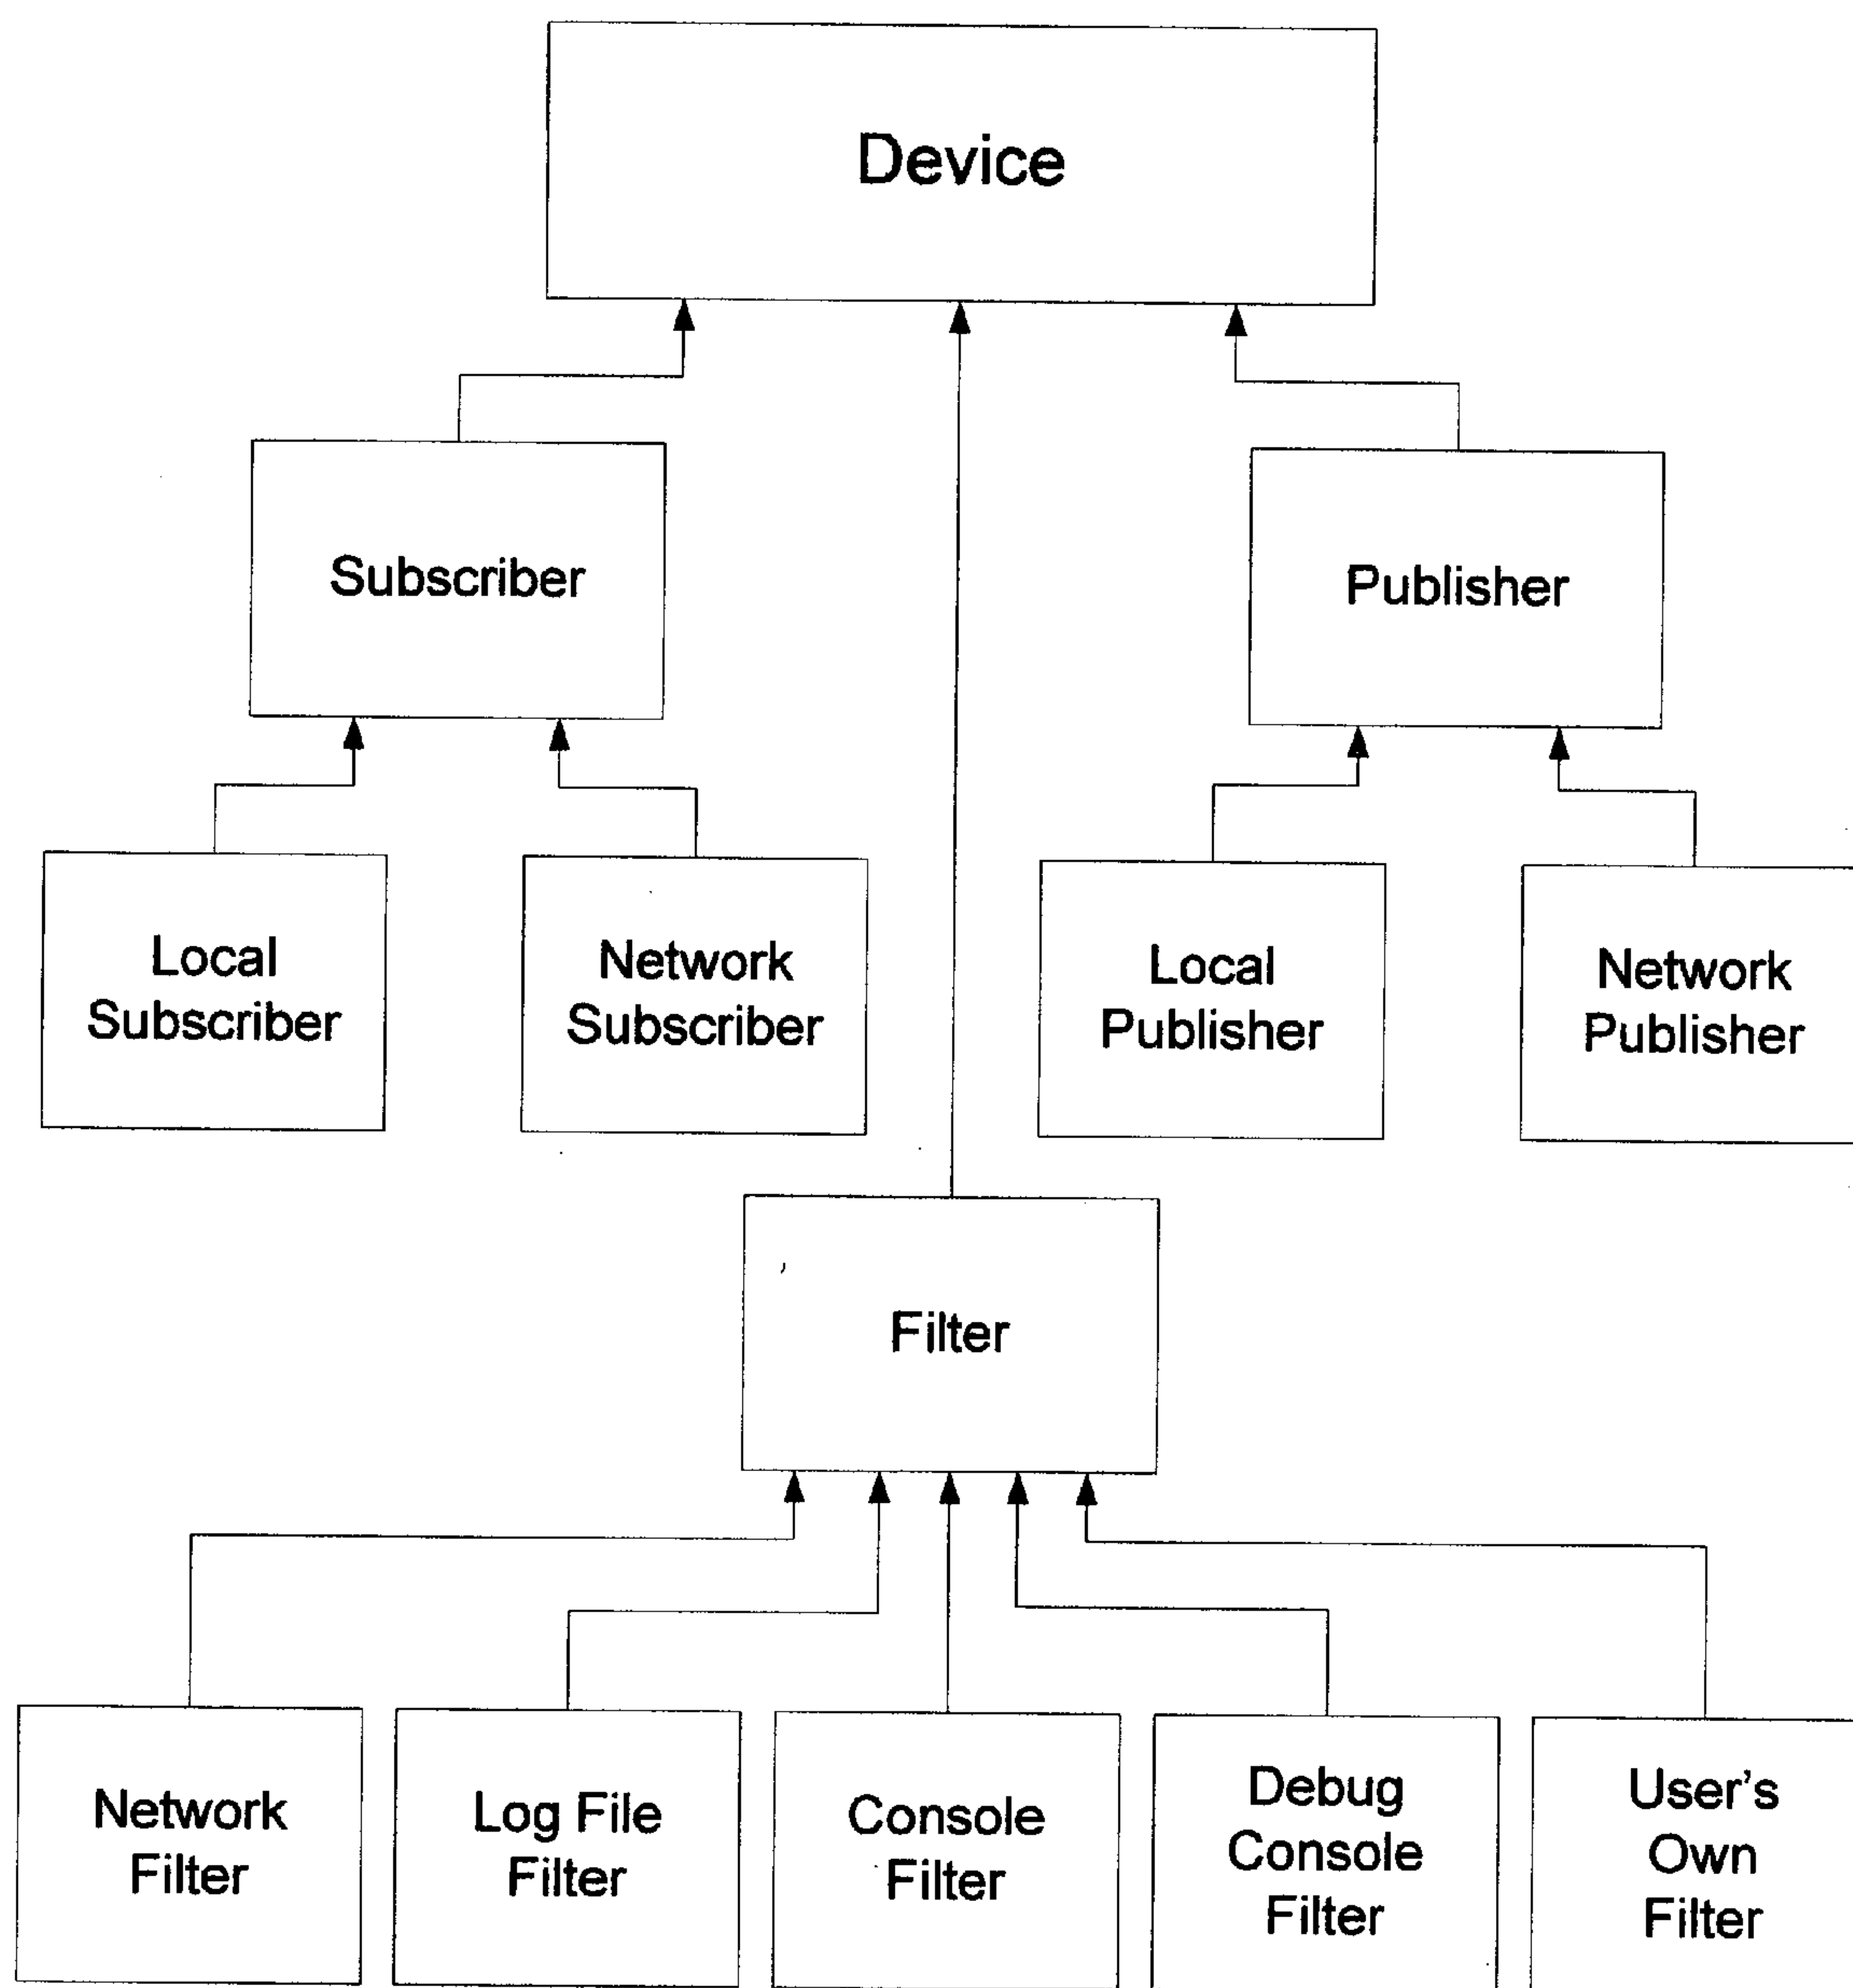 Device
Subscriber
Publisher
Local
Subscriber
Network
Subscriber
Local
Publisher
Network
Publisher
Filter
Network
Filter
Log File
Filter
Console
Filter
Debug
Console
Filter
User's
Own
Filter